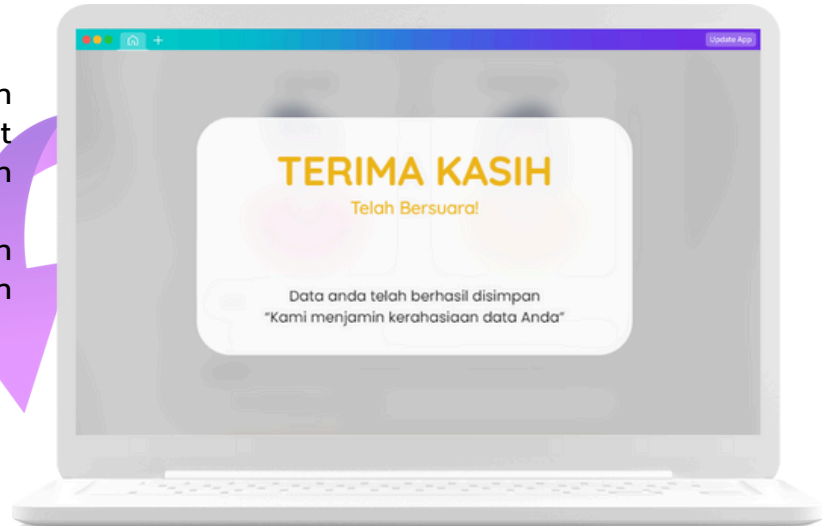 Update App
TERIMA KASIH
Telah Bersuara!
Data anda telah berhasil disimpan
“Kami menjamin kerahasiaan data Anda”